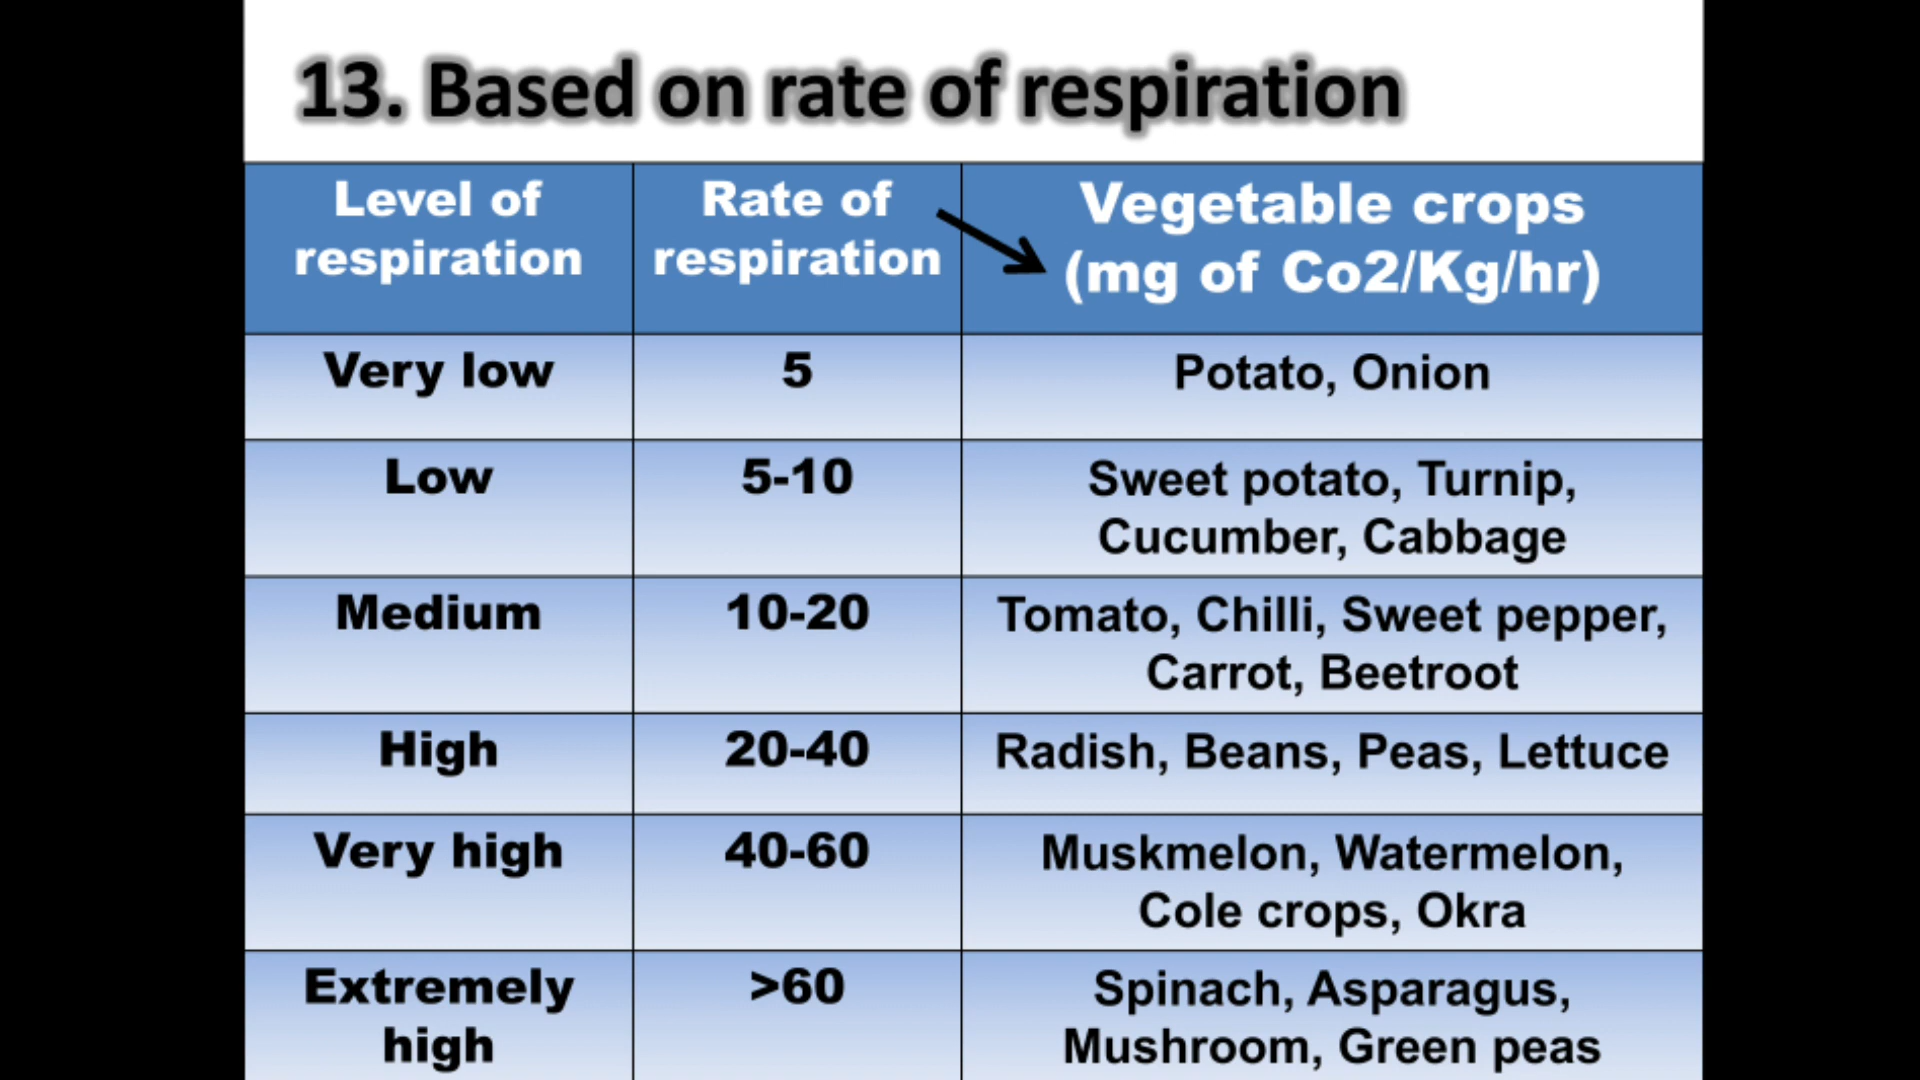 13. Based on rate of respiration
Level of
respiration
Rate of
respiration
Vegetable crops
(mg of Co2/Kg/hr)
Very low
5
Potato, Onion
Low
5-10
Sweet potato, Turnip,
Cucumber, Cabbage
Medium
10-20
Tomato, Chilli, Sweet pepper,
Carrot, Beetroot
High
20-40
Radish, Beans, Peas, Lettuce
Very high
40-60
Muskmelon, Watermelon,
Cole crops, Okra
Extremely
high
>60
Spinach, Asparagus,
Mushroom, Green peas